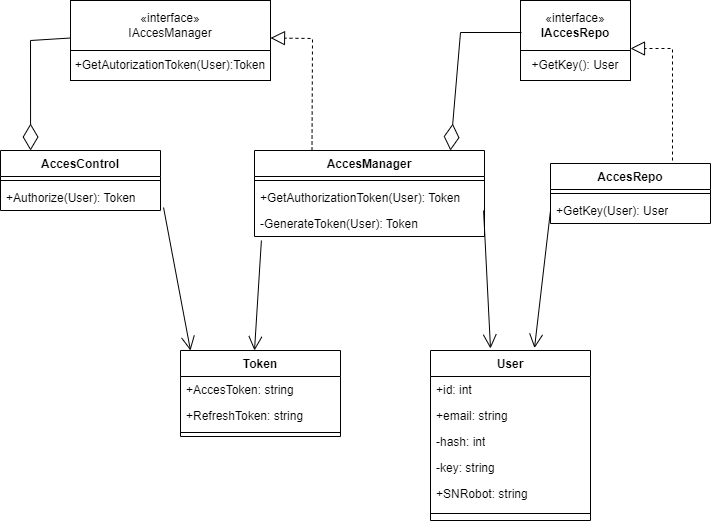 «interface»
IAccesManager
+GetAutorizationToken(User):Token
«interface»
IAccesRepo
+GetKey(): User
AccesControl
+Authorize(User): Token
AccesManager
+GetAuthorizationToken(User): Token
-GenerateToken(User): Token
AccesRepo
+GetKey(User): User
Token
+AccesToken: string
+RefreshToken: string
User
+id: int
+email: string
-hash: int
-key: string
+SNRobot: string